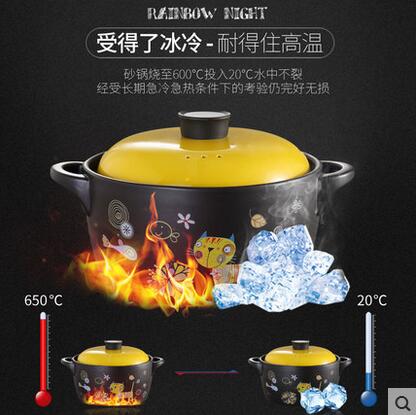 RAINBOW NIGHT
受得了冰冷-耐得住高温
砂锅烧至600℃投入20℃水中不裂
经受长期急冷急热条件下的考验仍完好无损
650℃
20℃